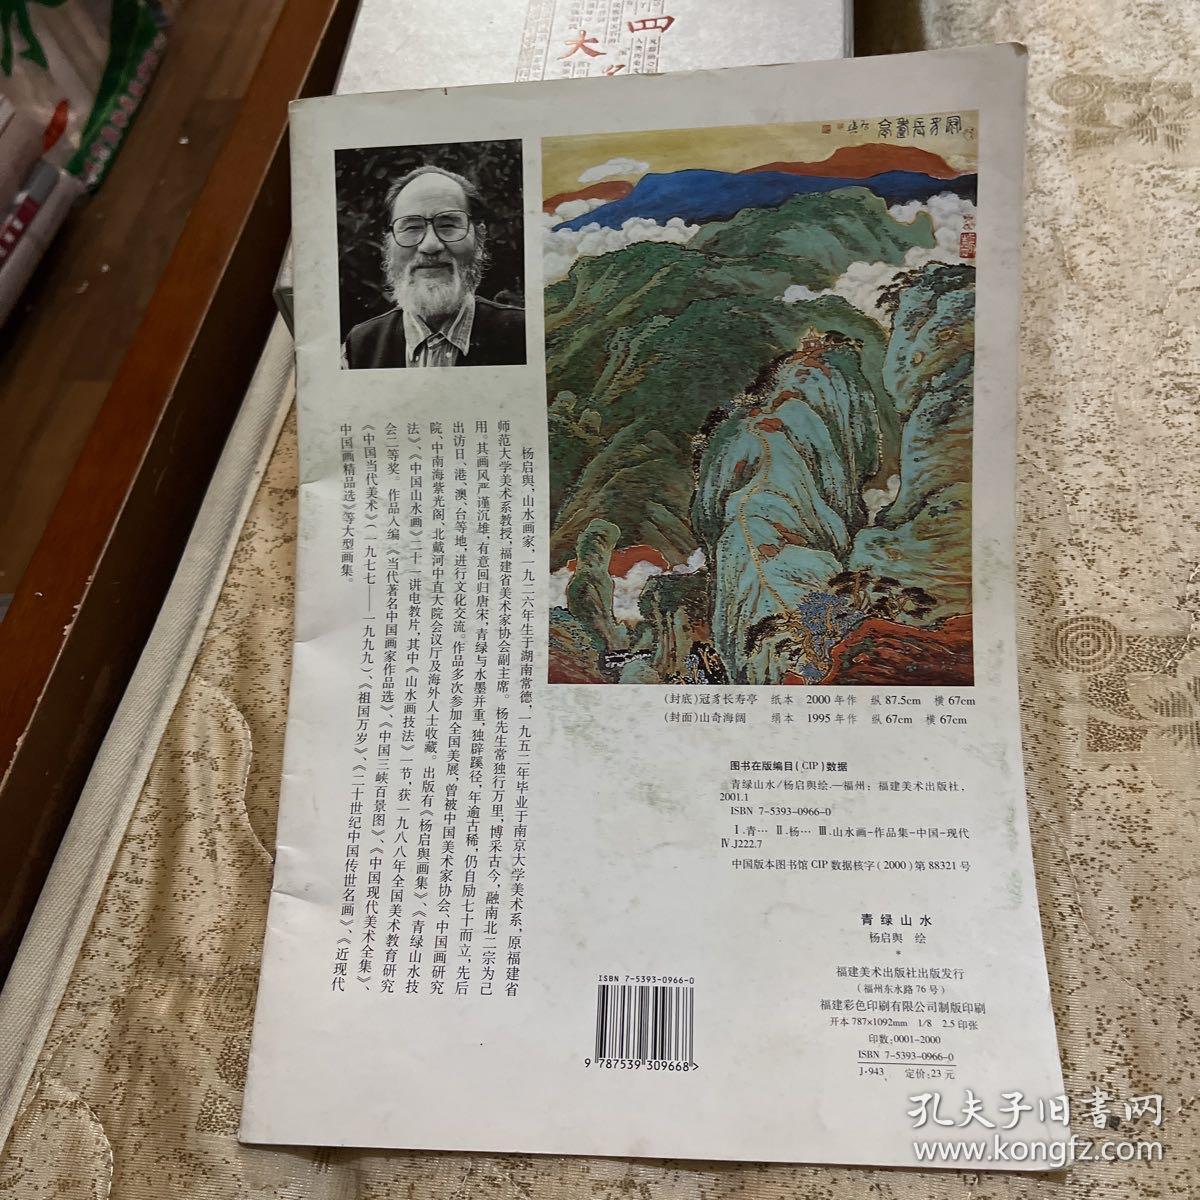 四
大
杨启舆,山水画家,一九二六年生于湖南常德,一九五二年毕业于南京大学美术系,原福建省
师范大学美术系教授,福建省美术家协会副主席。杨先生常独行万里,博采古今,融南北二宗为己
用。其画风严谨沉雄,有意回归唐宋,青绿与水墨并重,独辟蹊径,年逾古稀,仍自励七十而立,先后
出访日、港、澳、台等地,进行文化交流。作品多次参加全国美展,曾被中国美术家协会、中国画研究
院、中南海紫光阁、北戴河中直大院会议厅及海外人士收藏。出版有《杨启舆画集》、《青绿山水技
法》、《中国山水画》二十一讲电教片,其中《山水画技法》一节,获一九八八年全国美术教育研究
会二等奖。作品入编《当代著名中国画家作品选》、《中国三峡百景图》、《中国现代美术全集》、
《中国当代美术》(一九七七——一九九九)、《祖国万岁》、《二十世纪中国传世名画》、《近现代
中国画精品选》等大型画集。
(封底)冠豸长寿亭 纸本 2000年作 纵87.5cm 横67cm
(封面)山奇海阔 绢本 1995年作 纵67cm 横67cm
图书在版编目(CIP)数据
青绿山水/杨启舆绘.—福州:福建美术出版社,
2001.1
ISBN 7-5393-0966-0
Ⅰ.青… Ⅱ.杨… Ⅲ.山水画-作品集-中国-现代
Ⅳ.J222.7
中国版本图书馆CIP数据核字(2000)第88321号
青绿山水
杨启舆 绘
*
福建美术出版社出版发行
(福州东水路76号)
福建彩色印刷有限公司制版印刷
开本787×1092mm 1/8 2.5印张
印数:0001-2000
ISBN 7-5393-0966-0
J·943 定价:23元
ISBN 7-5393-0966-0
9 787539 309668>
孔夫子旧书网
www.kongfz.com